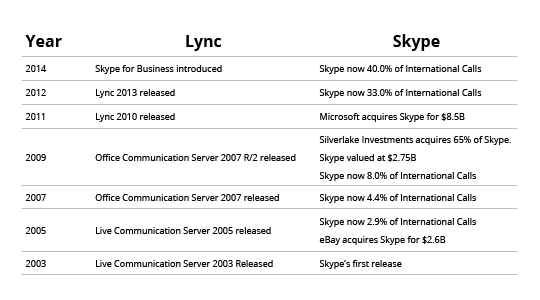 Year Lync Skype
2014 Skype for Business introduced Skype now 40.0% of International Calls
2012 Lync 2013 released Skype now 33.0% of International Calls
2011 Lync 2010 released Microsoft acquires Skype for $8.5B
Silverlake Investments acquires 65% of Skype.
2009 Office Communication Server 2007 R/2 released Skype valued at $2.75B
Skype now 8.0% of International Calls
2007 Office Communication Server 2007 released Skype now 4.4% of International Calls
Skype now 2.9% of International Calls
2005 Live Communication Server 2005 released
eBay acquires Skype for $2.6B
2003 Live Communication Server 2003 Released Skype’s first release